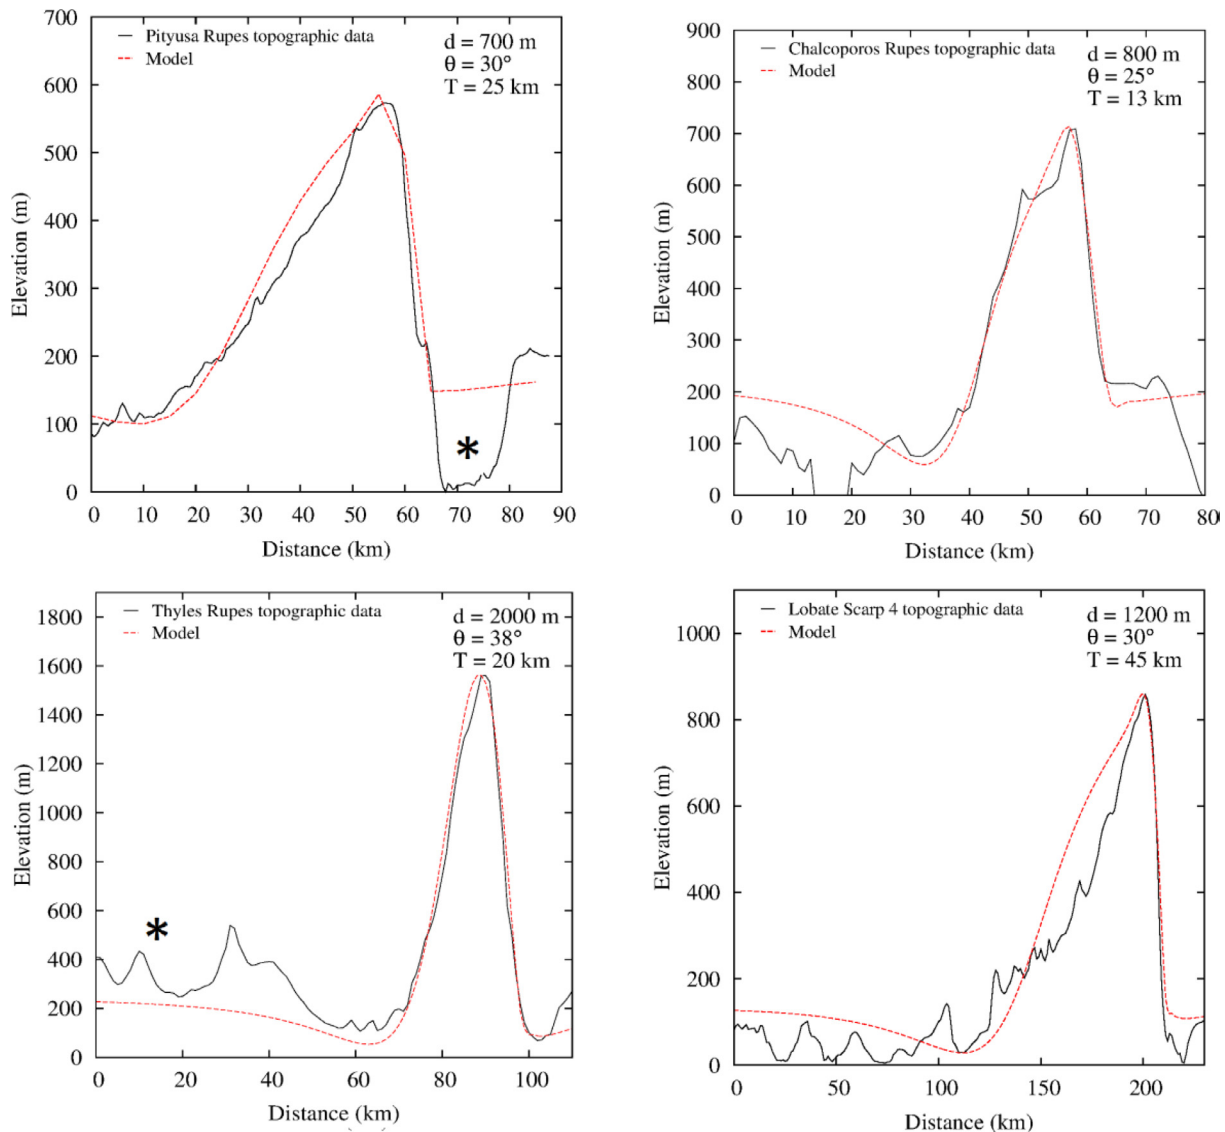 700
600
500
400
300
200
100
0
Elevation (m)
Pityusa Rupes topographic data
Model
d = 700 m
θ = 30°
T = 25 km
*
0 10 20 30 40 50 60 70 80 90
Distance (km)
900
800
700
600
500
400
300
200
100
0
Elevation (m)
Chalcoporos Rupes topographic data
Model
d = 800 m
θ = 25°
T = 13 km
0 10 20 30 40 50 60 70 80
Distance (km)
1800
1600
1400
1200
1000
800
600
400
200
0
Elevation (m)
Thyles Rupes topographic data
Model
d = 2000 m
θ = 38°
T = 20 km
*
0 20 40 60 80 100
Distance (km)
1000
800
600
400
200
0
Elevation (m)
Lobate Scarp 4 topographic data
Model
d = 1200 m
θ = 30°
T = 45 km
0 50 100 150 200
Distance (km)